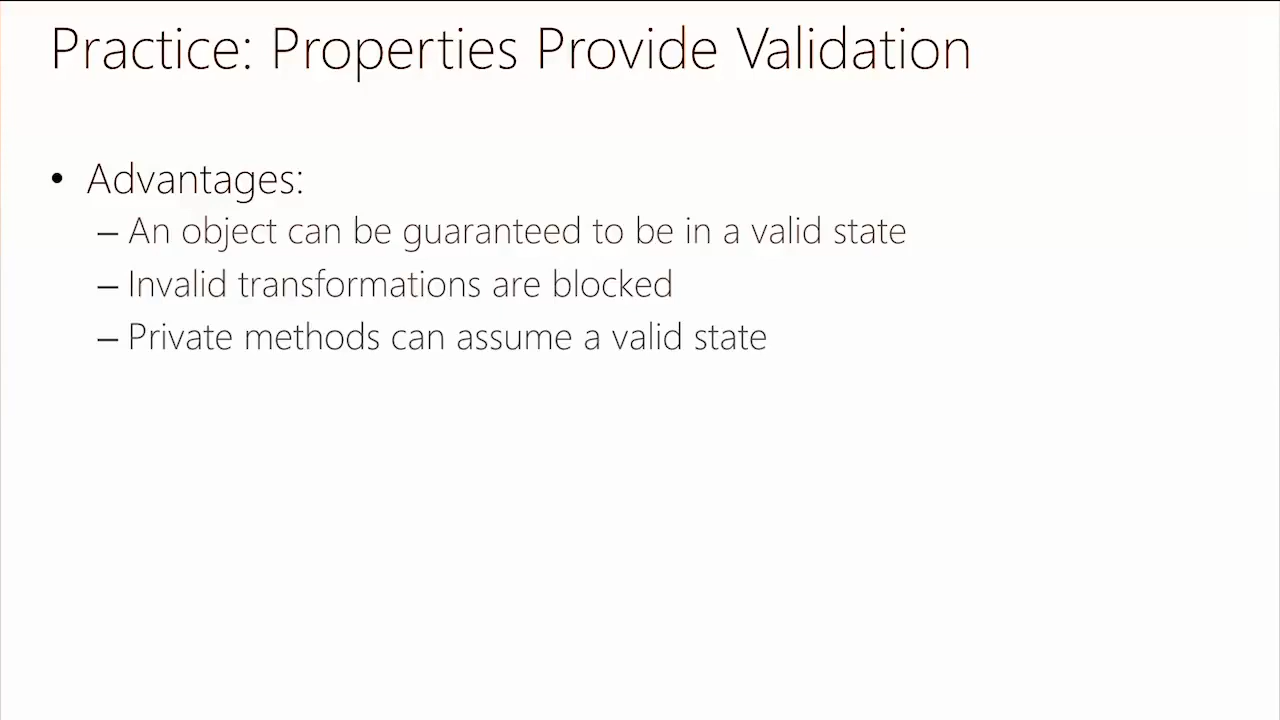 Practice: Properties Provide Validation
• Advantages:
– An object can be guaranteed to be in a valid state
– Invalid transformations are blocked
– Private methods can assume a valid state